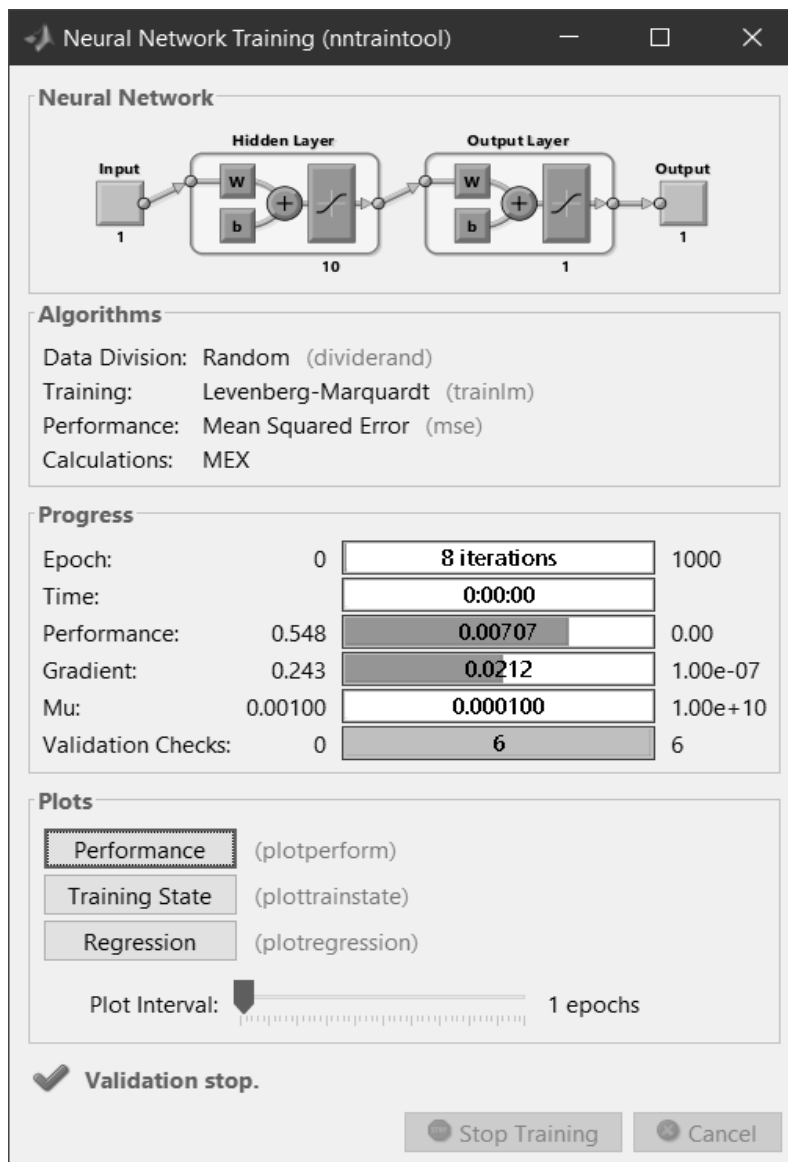 Neural Network Training (nntraintool)
Neural Network
Hidden Layer Output Layer
Input Output
W W
b b
1 1
10 1
Algorithms
Data Division: Random (dividerand)
Training: Levenberg-Marquardt (trainlm)
Performance: Mean Squared Error (mse)
Calculations: MEX
Progress
Epoch: 0 8 iterations 1000
Time: 0:00:00
Performance: 0.548 0.00707 0.00
Gradient: 0.243 0.0212 1.00e-07
Mu: 0.00100 0.000100 1.00e+10
Validation Checks: 0 6 6
Plots
Performance (plotperform)
Training State (plottrainstate)
Regression (plotregression)
Plot Interval: 1 epochs
Validation stop.
Stop Training Cancel